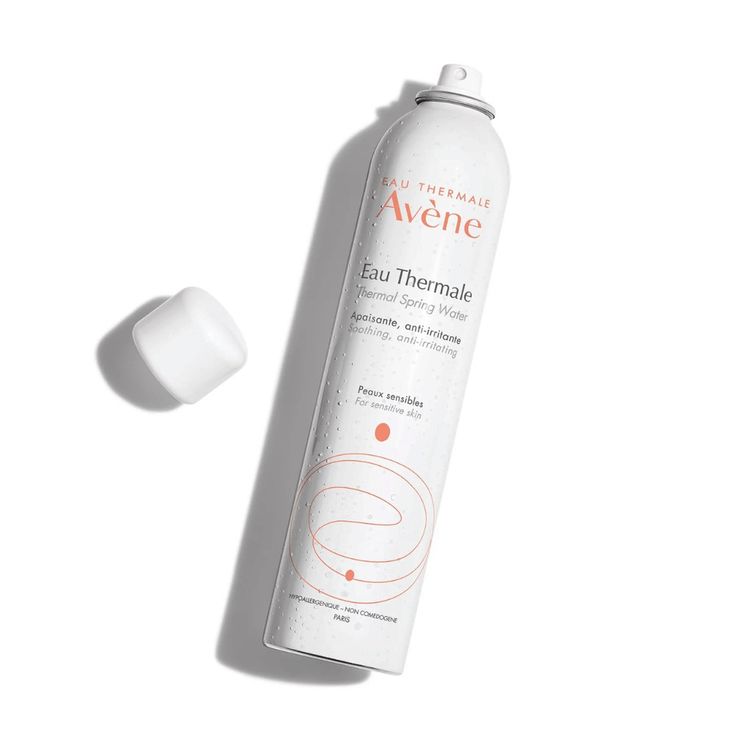 EAU THERMALE
Avène
Eau Thermale
Thermal Spring Water
Apaisante, anti-irritante
Soothing, anti-irritating
Peaux sensibles
For sensitive skin
HYPOALLERGENIQUE – NON COMEDOGENE
PARIS